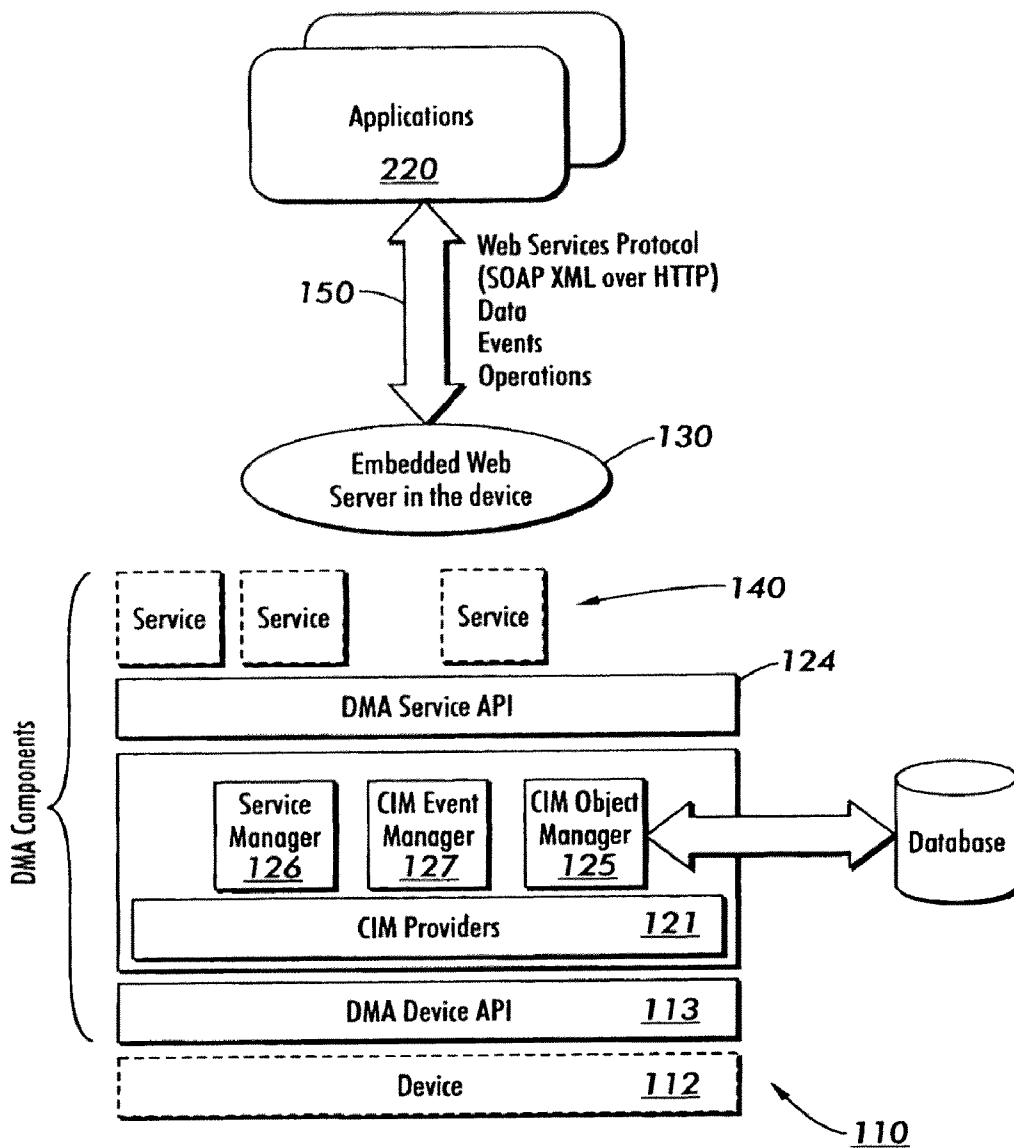 Applications
220
150
Web Services Protocol
(SOAP XML over HTTP)
Data
Events
Operations
130
Embedded Web
Server in the device
140
Service
Service
Service
124
DMA Service API
DMA Components
Service
Manager
126
CIM Event
Manager
127
CIM Object
Manager
125
Database
CIM Providers
121
DMA Device API
113
Device
112
110